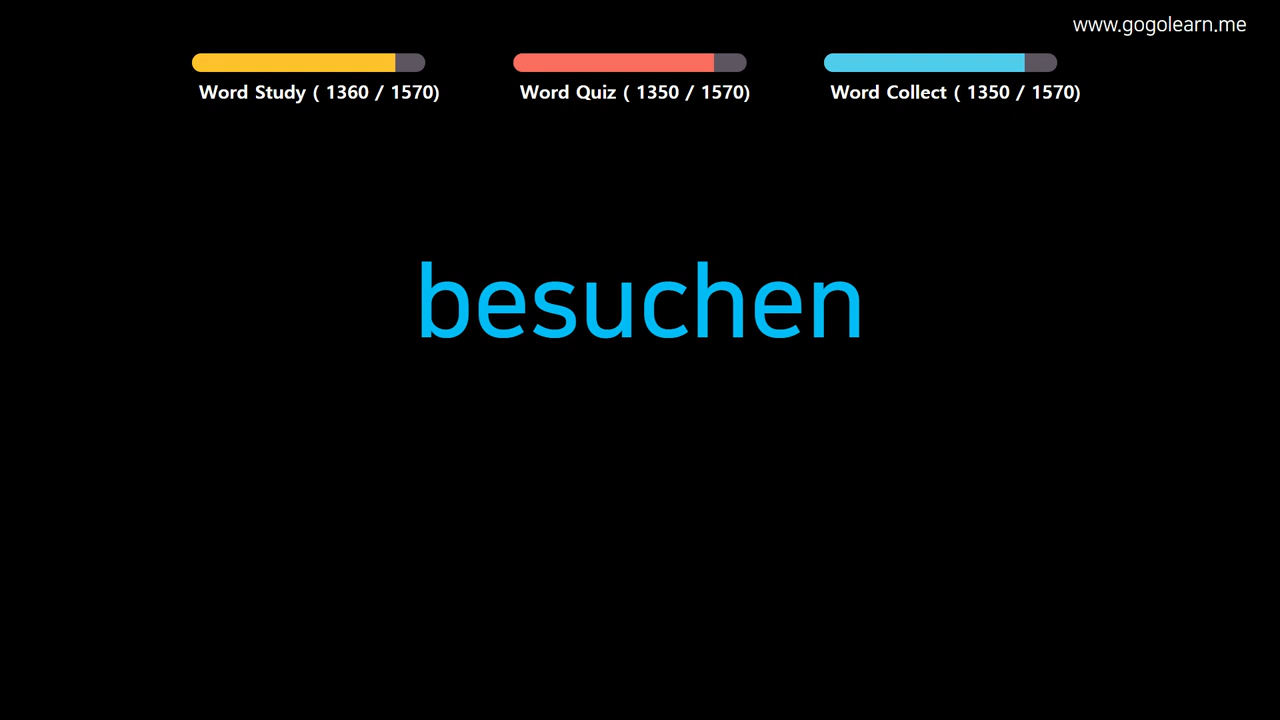 www.gogolearn.me
Word Study ( 1360 / 1570)
Word Quiz ( 1350 / 1570)
Word Collect ( 1350 / 1570)
besuchen